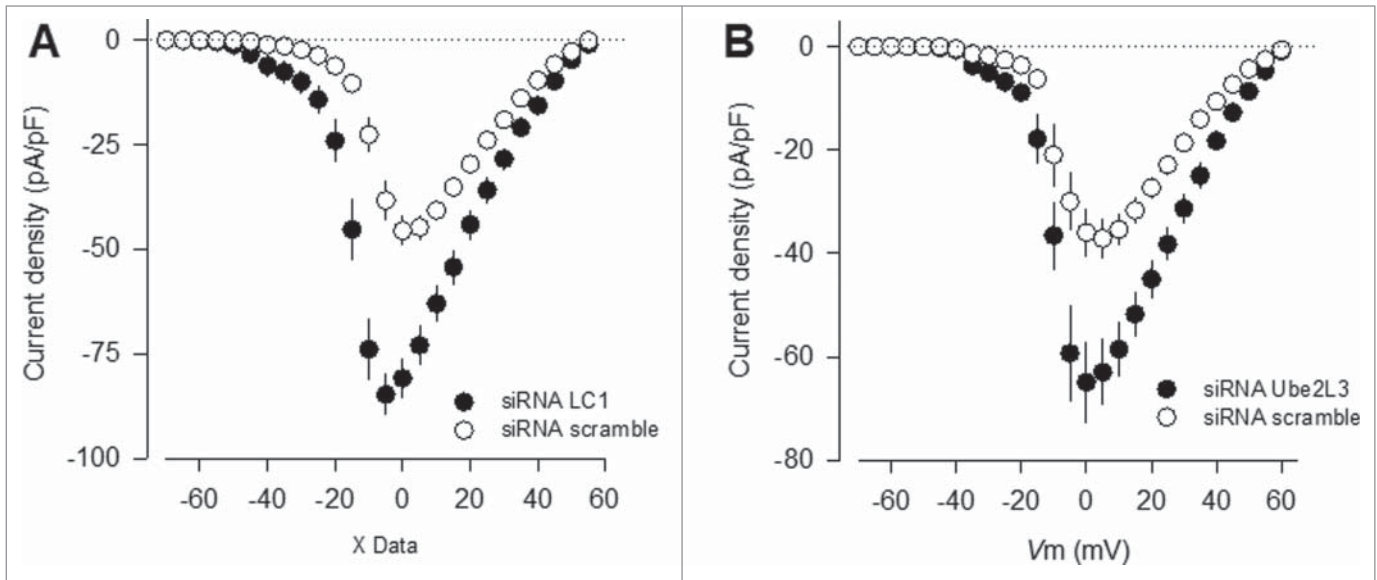 A
0
-25
-50
-75
-100
Current density (pA/pF)
siRNA LC1
siRNA scramble
-60 -40 -20 0 20 40 60
X Data
B
0
-20
-40
-60
-80
Current density (pA/pF)
siRNA Ube2L3
siRNA scramble
-60 -40 -20 0 20 40 60
Vm (mV)